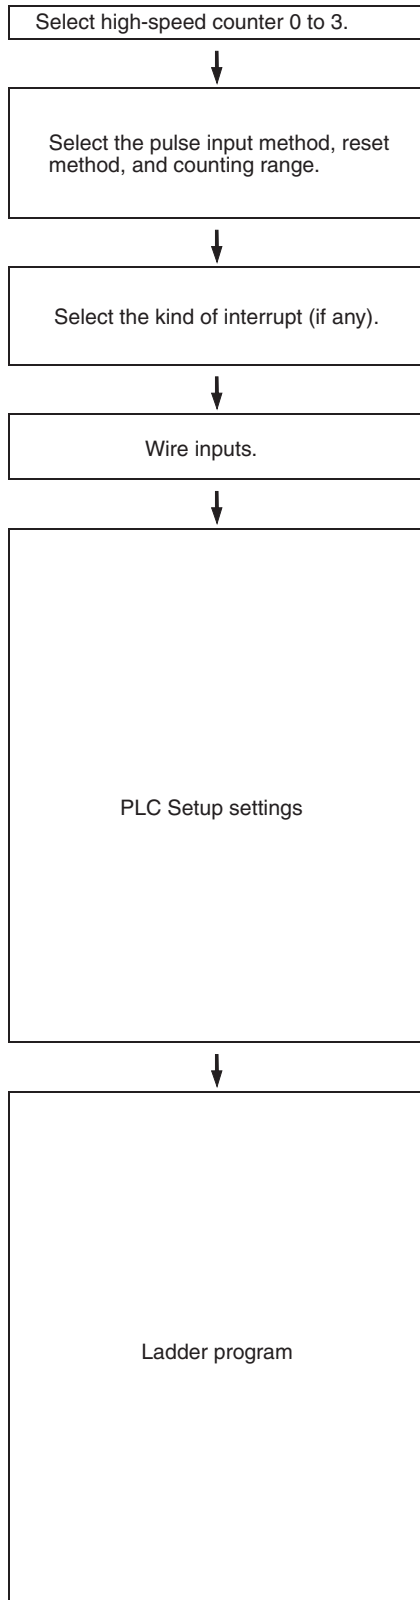 Select high-speed counter 0 to 3.
Select the pulse input method, reset
method, and counting range.
Select the kind of interrupt (if any).
Wire inputs.
PLC Setup settings
Ladder program